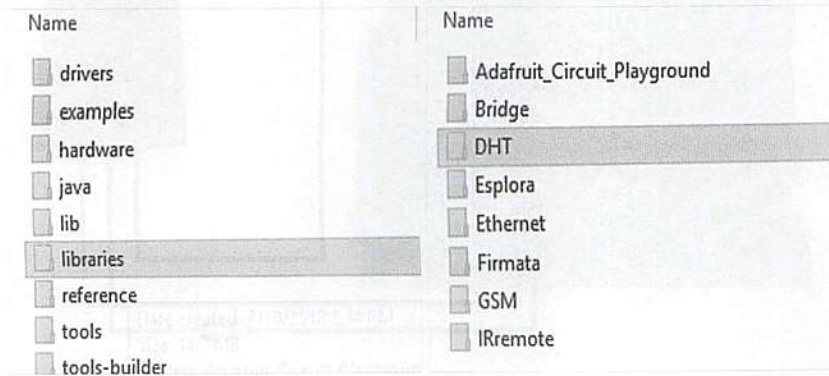 Name
drivers
examples
hardware
java
lib
libraries
reference
tools
tools-builder
Name
Adafruit_Circuit_Playground
Bridge
DHT
Esplora
Ethernet
Firmata
GSM
IRremote